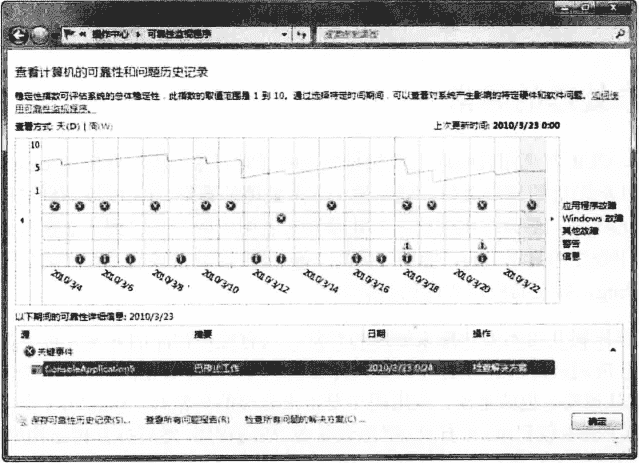 操作中心 ▸ 可靠性监视程序
查看计算机的可靠性和问题历史记录
稳定性指数可评估系统的总体稳定性，此指数的取值范围是 1 到 10。通过选择特定时间期间，可以查看对系统产生影响的特定硬件和软件问题。如何使
用可靠性监视程序。
查看方式: 天(D) | 周(W)
上次更新时间: 2010/3/23 0:00
10
5
1
应用程序故障
Windows 故障
其他故障
警告
信息
2010/3/4 2010/3/6 2010/3/8 2010/3/10 2010/3/12 2010/3/14 2010/3/16 2010/3/18 2010/3/20 2010/3/22
以下期间的可靠性详细信息: 2010/3/23
源 摘要 日期 操作
关键事件
ConsoleApplication5 已停止工作 2010/3/23 0:24 检查解决方案
保存可靠性历史记录(S)... 查看所有问题报告(R) 检查所有问题的解决方案(C)...
确定